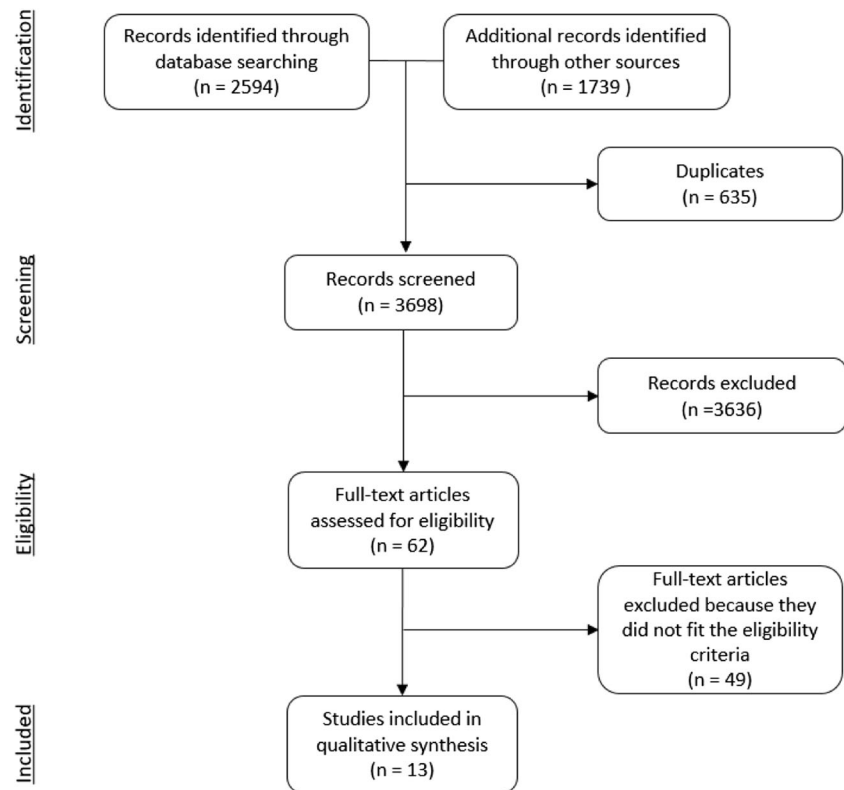 Identification
Records identified through
database searching
(n = 2594)
Additional records identified
through other sources
(n = 1739 )
Duplicates
(n = 635)
Screening
Records screened
(n = 3698)
Records excluded
(n =3636)
Eligibility
Full-text articles
assessed for eligibility
(n = 62)
Full-text articles
excluded because they
did not fit the eligibility
criteria
(n = 49)
Included
Studies included in
qualitative synthesis
(n = 13)